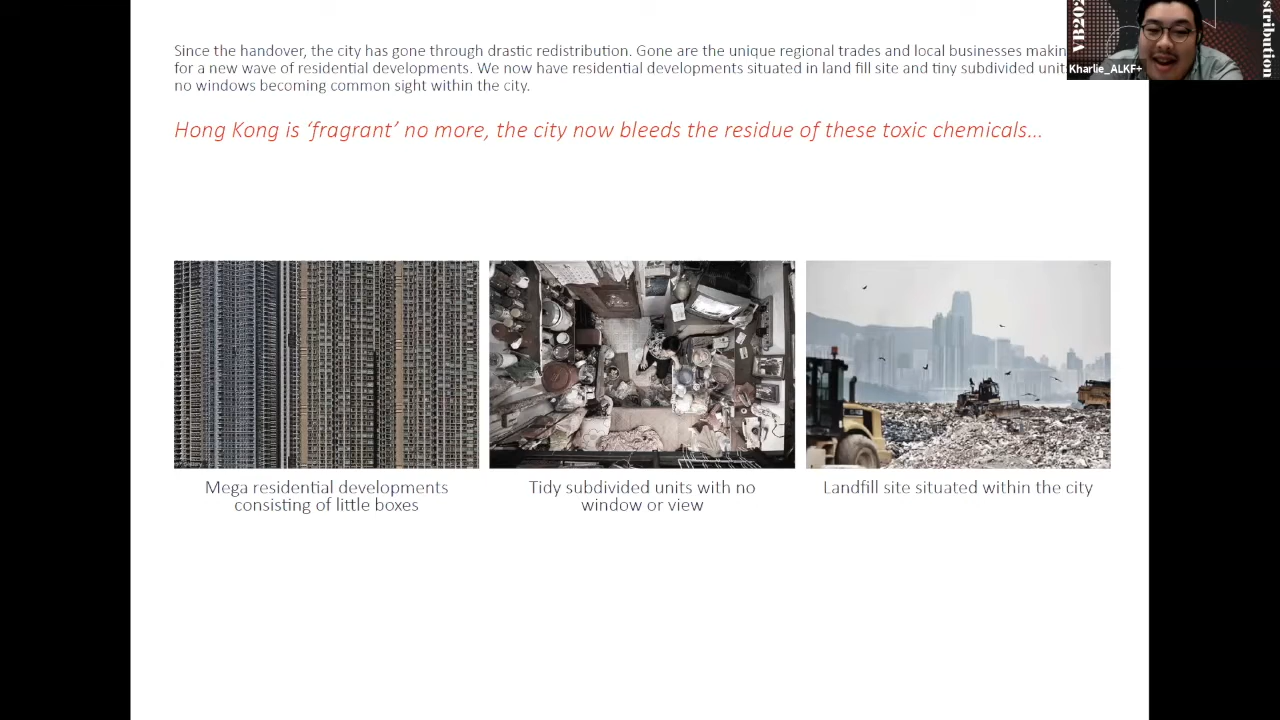 Since the handover, the city has gone through drastic redistribution. Gone are the unique regional trades and local businesses
for a new wave of residential developments. We now have residential developments situated in land fill site and tiny subdivided
no windows becoming common sight within the city.
Hong Kong is ‘fragrant’ no more, the city now bleeds the residue of these toxic chemicals…
Mega residential developments
consisting of little boxes
Tidy subdivided units with no
window or view
Landfill site situated within the city
Kharlie_ALKF+